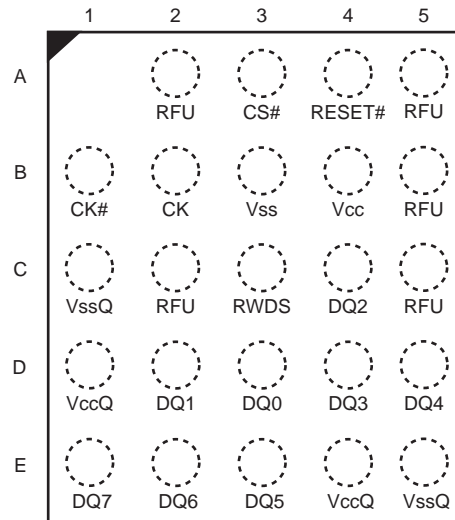 1 2 3 4 5
A
RFU CS# RESET# RFU
B
CK# CK Vss Vcc RFU
C
VssQ RFU RWDS DQ2 RFU
D
VccQ DQ1 DQ0 DQ3 DQ4
E
DQ7 DQ6 DQ5 VccQ VssQ